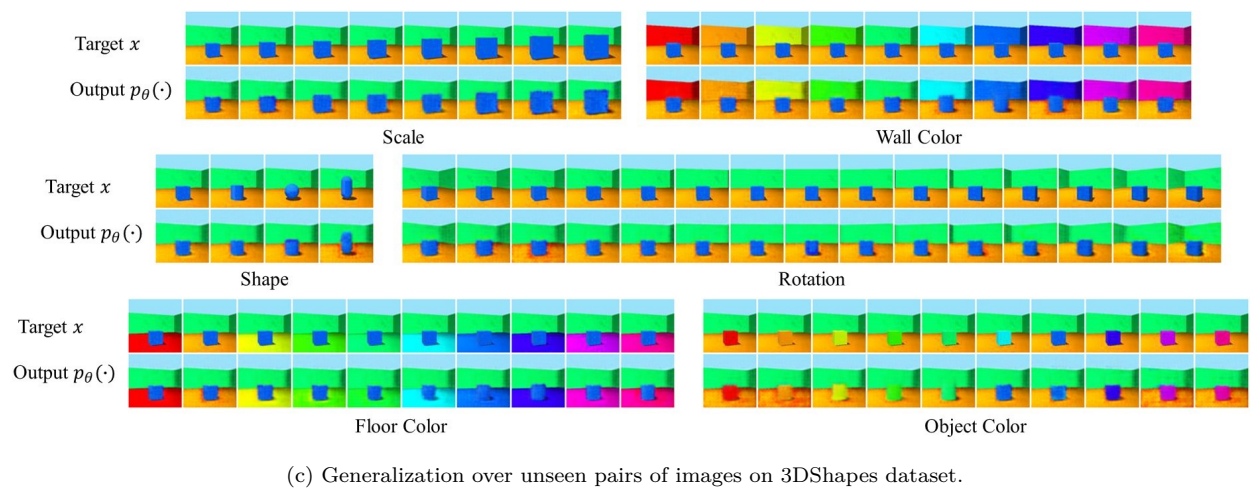 Target x
Output pθ(·)
Scale
Wall Color
Target x
Output pθ(·)
Shape
Rotation
Target x
Output pθ(·)
Floor Color
Object Color
(c) Generalization over unseen pairs of images on 3DShapes dataset.